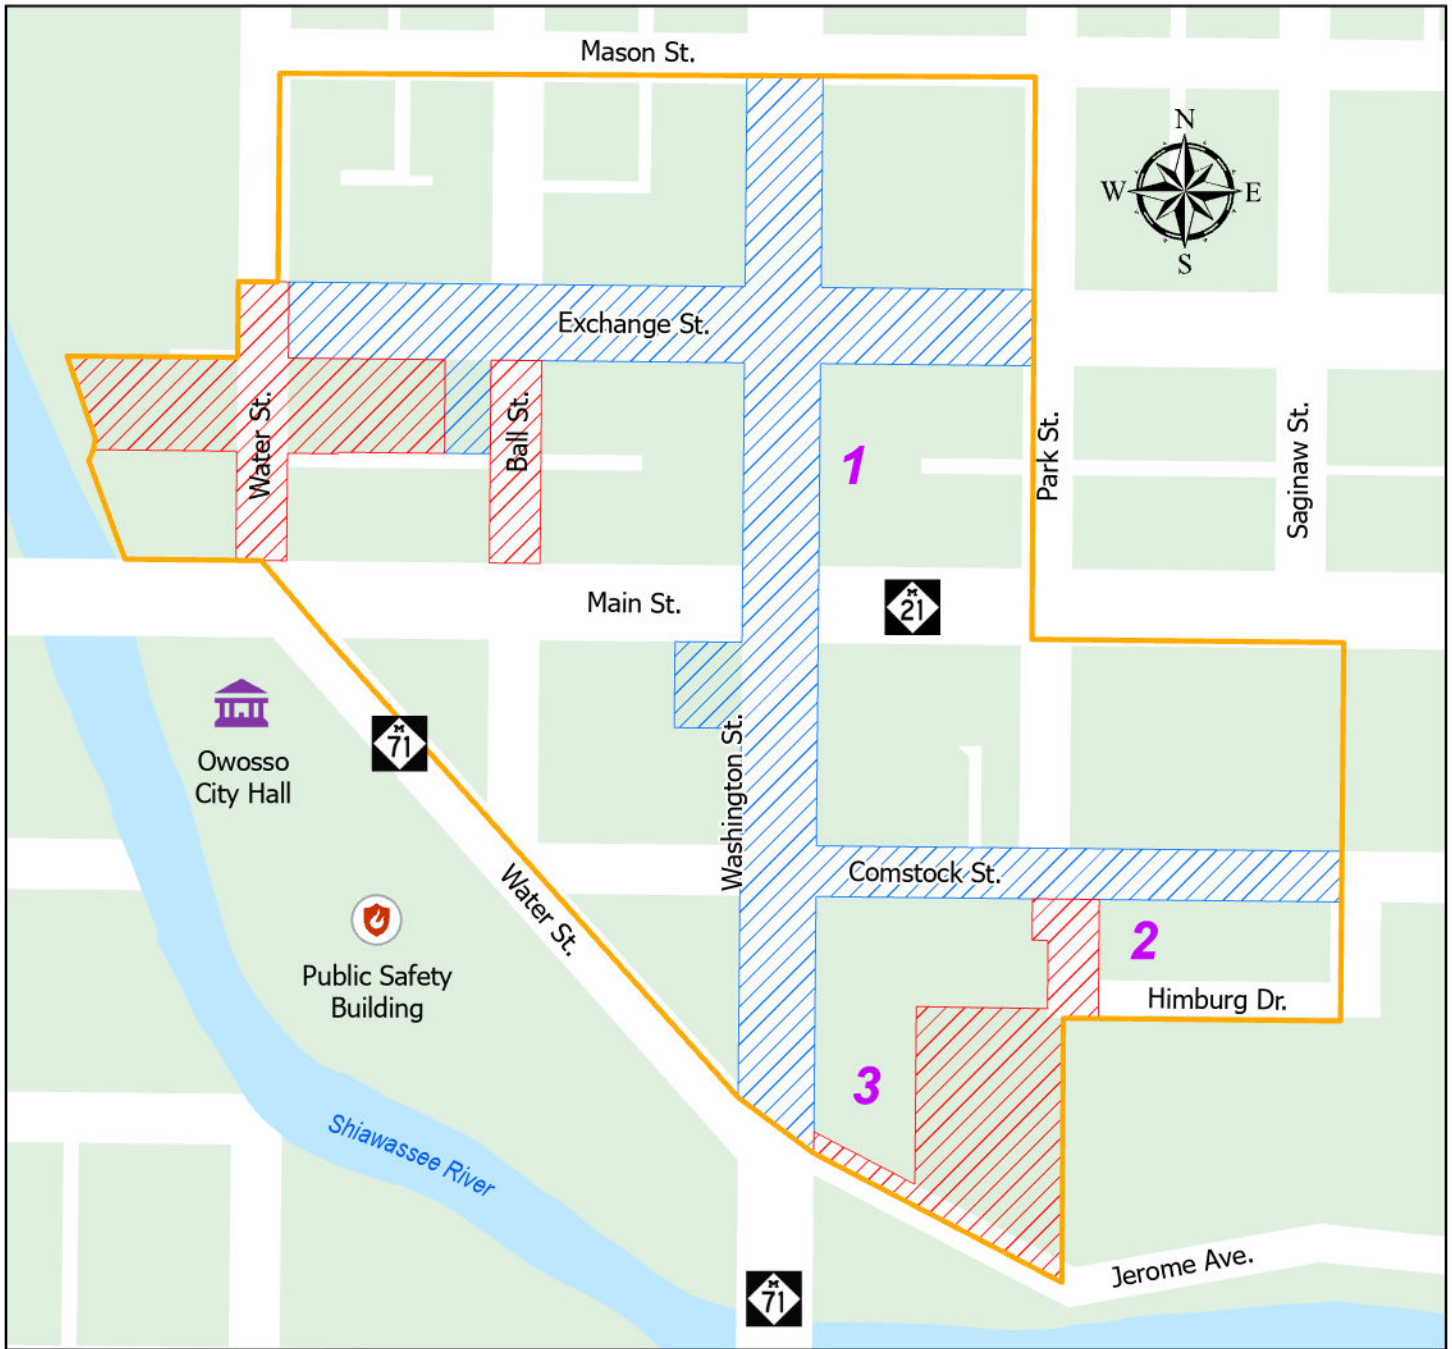 Mason St.
N
W
E
S
Exchange St.
Water St.
Ball St.
1
Park St.
Saginaw St.
Main St.
M
21
Owosso
City Hall
M
71
Washington St.
Comstock St.
Water St.
2
Public Safety
Building
Himburg Dr.
3
Shiawassee River
Jerome Ave.
M
71